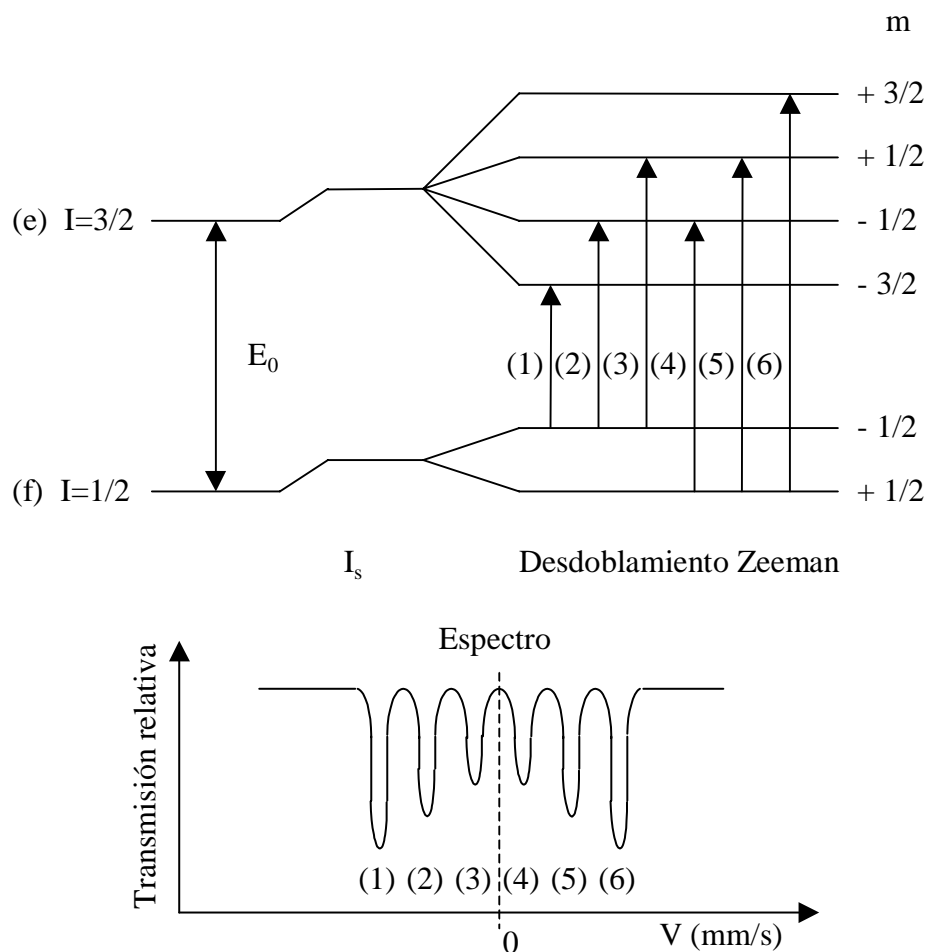 m
+ 3/2
+ 1/2
(e) I=3/2
- 1/2
- 3/2
E₀
(1) (2) (3) (4) (5) (6)
- 1/2
(f) I=1/2
+ 1/2
Iₛ
Desdoblamiento Zeeman
Espectro
Transmisión relativa
(1) (2) (3) (4) (5) (6)
0
V (mm/s)